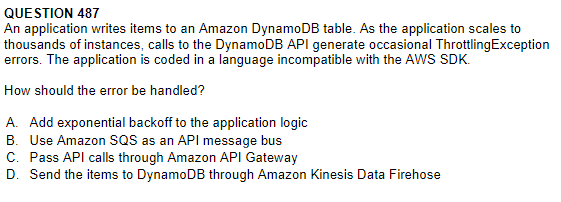 QUESTION 487
An application writes items to an Amazon DynamoDB table. As the application scales to
thousands of instances, calls to the DynamoDB API generate occasional ThrottlingException
errors. The application is coded in a language incompatible with the AWS SDK.
How should the error be handled?
A. Add exponential backoff to the application logic
B. Use Amazon SQS as an API message bus
C. Pass API calls through Amazon API Gateway
D. Send the items to DynamoDB through Amazon Kinesis Data Firehose